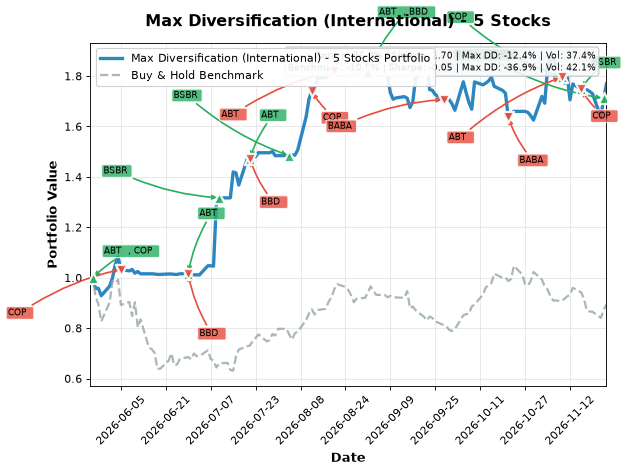 ABT , BBD
COP
Max Diversification (International) - 5 Stocks
Max Diversification (International) - 5 Stocks Portfolio
Buy & Hold Benchmark
.70 | Max DD: -12.4% | Vol: 37.4%
0.05 | Max DD: -36.9% | Vol: 42.1%
BSBR
BSBR
ABT
ABT
COP
BABA
COP
ABT
BABA
BSBR
BBD
ABT
ABT , COP
COP
BBD
Portfolio Value
1.8
1.6
1.4
1.2
1.0
0.8
0.6
2026-06-05
2026-06-21
2026-07-07
2026-07-23
2026-08-08
2026-08-24
2026-09-09
2026-09-25
2026-10-11
2026-10-27
2026-11-12
Date